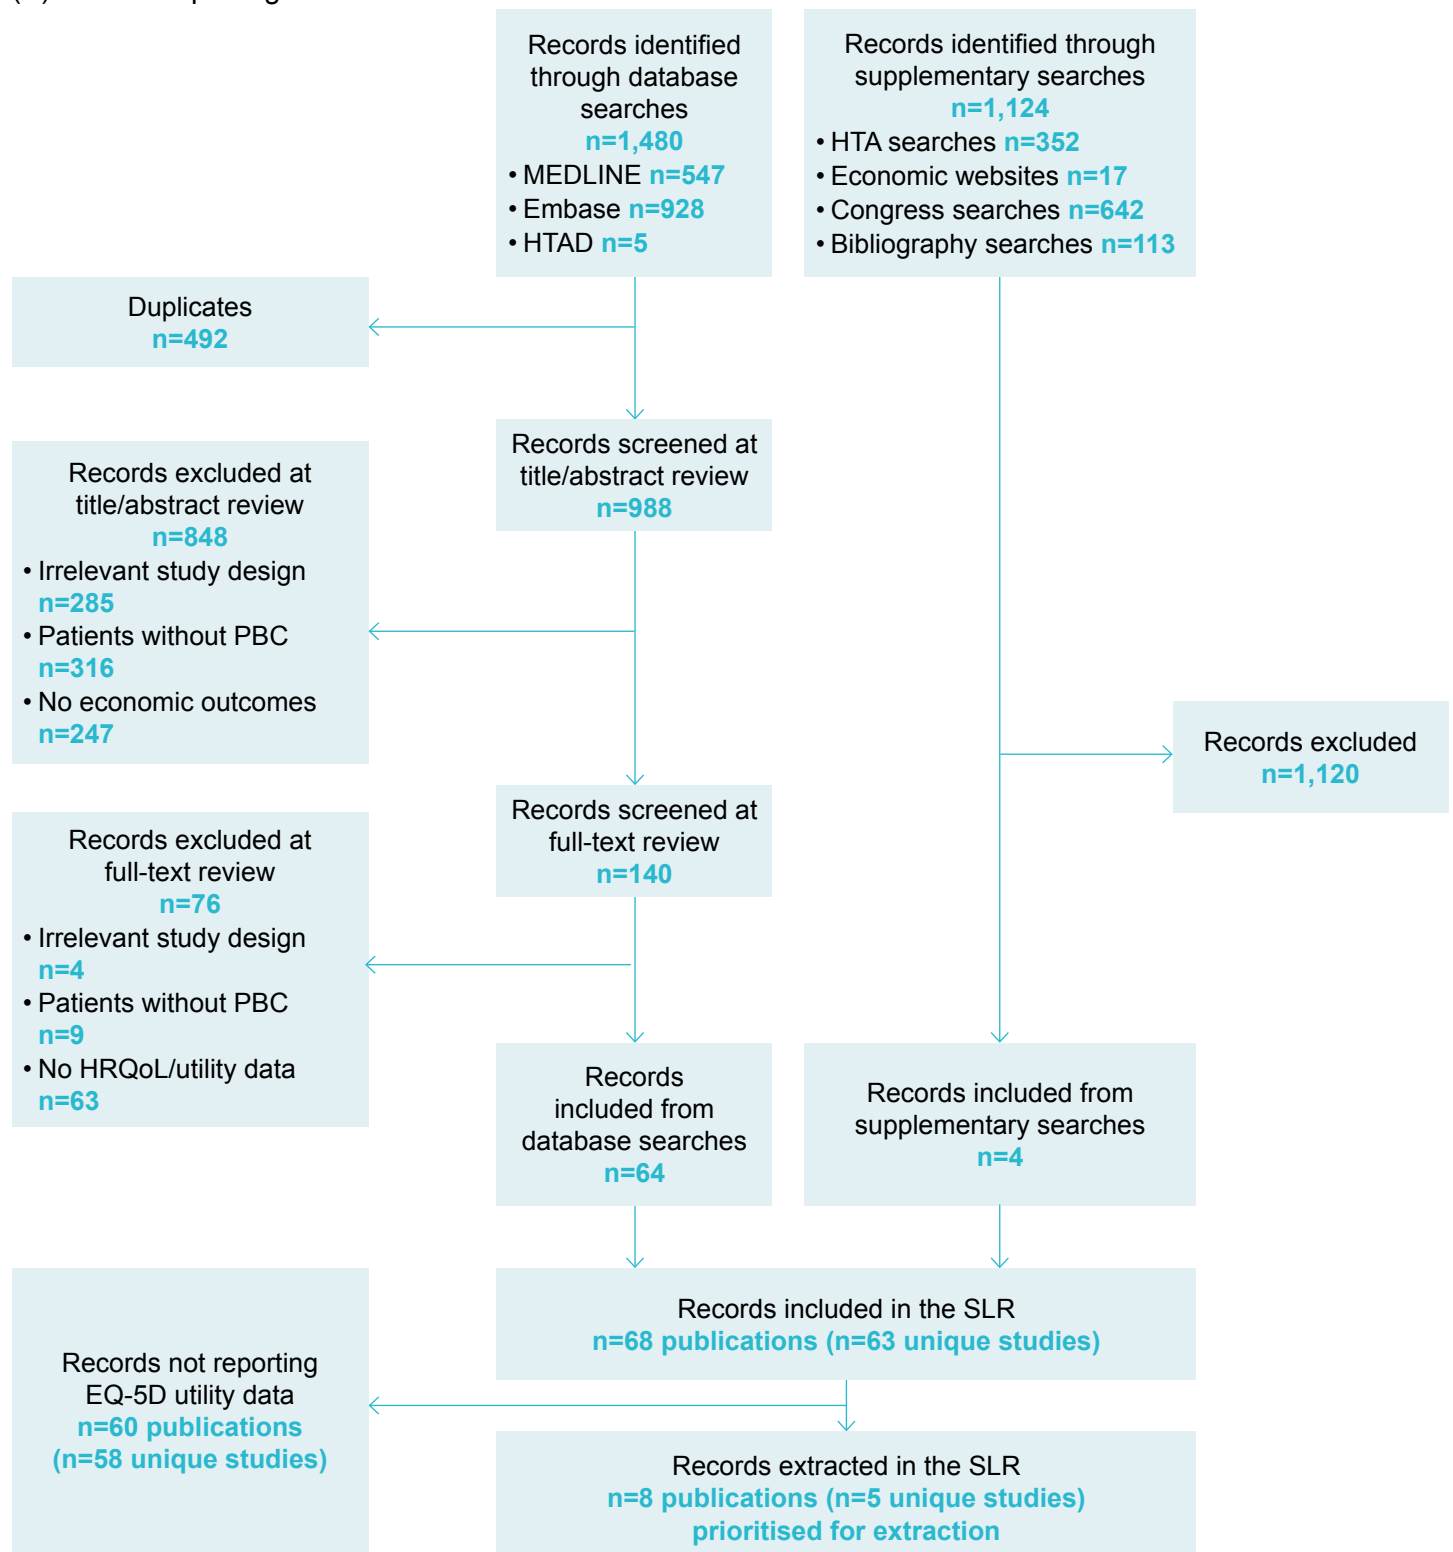 Records identified
through database
searches
n=1,480
• MEDLINE n=547
• Embase n=928
• HTAD n=5
Records identified through
supplementary searches
n=1,124
• HTA searches n=352
• Economic websites n=17
• Congress searches n=642
• Bibliography searches n=113
Duplicates
n=492
Records screened at
title/abstract review
n=988
Records excluded at
title/abstract review
n=848
• Irrelevant study design
n=285
• Patients without PBC
n=316
• No economic outcomes
n=247
Records excluded
n=1,120
Records screened at
full-text review
n=140
Records excluded at
full-text review
n=76
• Irrelevant study design
n=4
• Patients without PBC
n=9
• No HRQoL/utility data
n=63
Records
included from
database searches
n=64
Records included from
supplementary searches
n=4
Records included in the SLR
n=68 publications (n=63 unique studies)
Records not reporting
EQ-5D utility data
n=60 publications
(n=58 unique studies)
Records extracted in the SLR
n=8 publications (n=5 unique studies)
prioritised for extraction